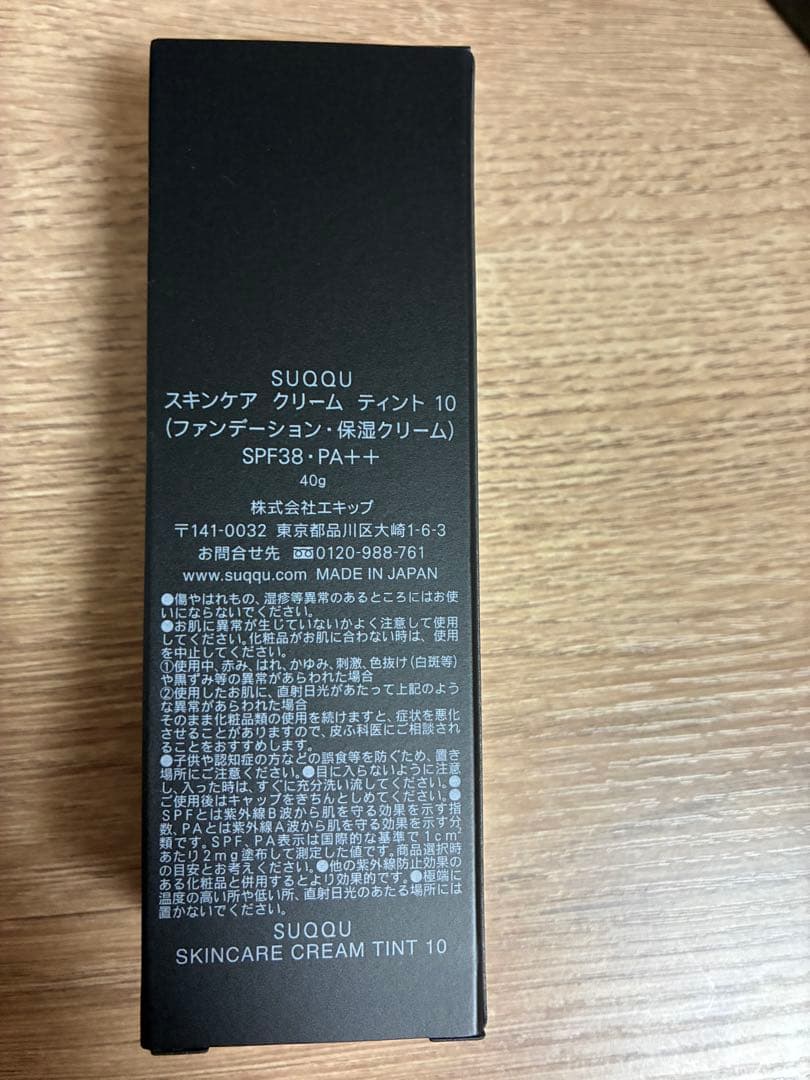 SUQQU
スキンケア クリーム ティント 10
(ファンデーション・保湿クリーム)
SPF38・PA++
40g
株式会社エキップ
〒141-0032 東京都品川区大崎1-6-3
お問合せ先 0120-988-761
www.suqqu.com MADE IN JAPAN
●傷やはれもの、湿疹等異常のあるところにはお使
いにならないでください。
●お肌に異常が生じていないかよく注意して使用
してください。化粧品がお肌に合わない時は、使用
を中止してください。
①使用中、赤み、はれ、かゆみ、刺激、色抜け(白斑等)
や黒ずみ等の異常があらわれた場合
②使用したお肌に、直射日光があたって上記のよう
な異常があらわれた場合
そのまま化粧品類の使用を続けますと、症状を悪化
させることがありますので、皮ふ科医にご相談され
ることをおすすめします。
●子供や認知症の方などの誤食等を防ぐため、置き
場所にご注意ください。●目に入らないように注意
し、入った時は、すぐに充分洗い流してください。●
ご使用後はキャップをきちんとしめてください。●
SPFとは紫外線B波から肌を守る効果を示す指
数、PAとは紫外線A波から肌を守る効果を示す分
類です。SPF、PA表示は国際的な基準で1c㎡
あたり2mg塗布して測定した値です。商品選択時
の目安とお考えください。●他の紫外線防止効果の
ある化粧品と併用するとより効果的です。●極端に
温度の高い所や低い所、直射日光のあたる場所には
置かないでください。
SUQQU
SKINCARE CREAM TINT 10